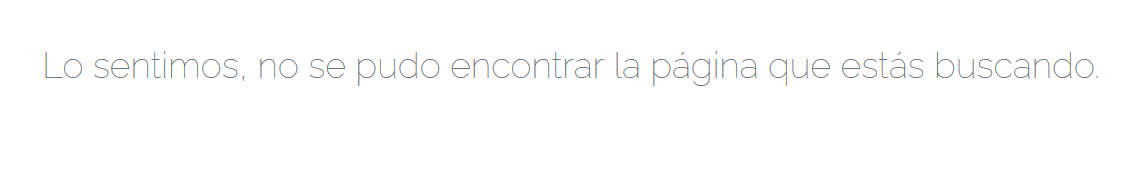 Lo sentimos, no se pudo encontrar la página que estás buscando.